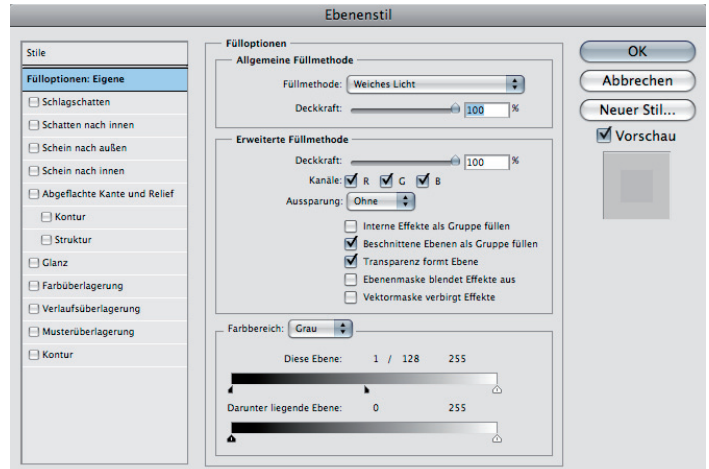 Ebenenstil
Stile
Fülloptionen: Eigene
Schlagschatten
Schatten nach innen
Schein nach außen
Schein nach innen
Abgeflachte Kante und Relief
Kontur
Struktur
Glanz
Farbüberlagerung
Verlaufsüberlagerung
Musterüberlagerung
Kontur
Fülloptionen
Allgemeine Füllmethode
Füllmethode: Weiches Licht
Deckkraft: 100 %
Erweiterte Füllmethode
Deckkraft: 100 %
Kanäle: R G B
Aussparung: Ohne
Interne Effekte als Gruppe füllen
Beschnittene Ebenen als Gruppe füllen
Transparenz formt Ebene
Ebenenmaske blendet Effekte aus
Vektormaske verbirgt Effekte
Farbbereich: Grau
Diese Ebene: 1 / 128 255
Darunter liegende Ebene: 0 255
OK
Abbrechen
Neuer Stil...
Vorschau